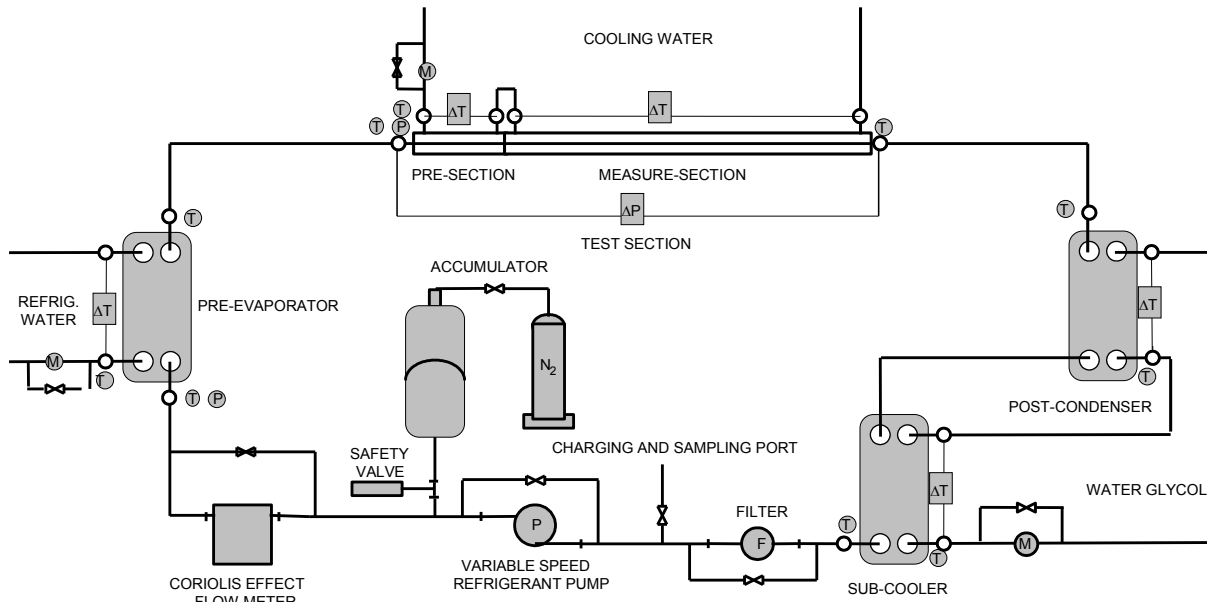 COOLING WATER
M
T
ΔT
ΔT
T
P
T
PRE-SECTION
MEASURE-SECTION
ΔP
T
T
TEST SECTION
ACCUMULATOR
REFRIG.
WATER
ΔT
PRE-EVAPORATOR
ΔT
M
T
N2
T
T
P
POST-CONDENSER
CHARGING AND SAMPLING PORT
SAFETY
VALVE
ΔT
WATER GLYCOL
FILTER
P
T
F
T
M
VARIABLE SPEED
REFRIGERANT PUMP
SUB-COOLER
CORIOLIS EFFECT
FLOW METER